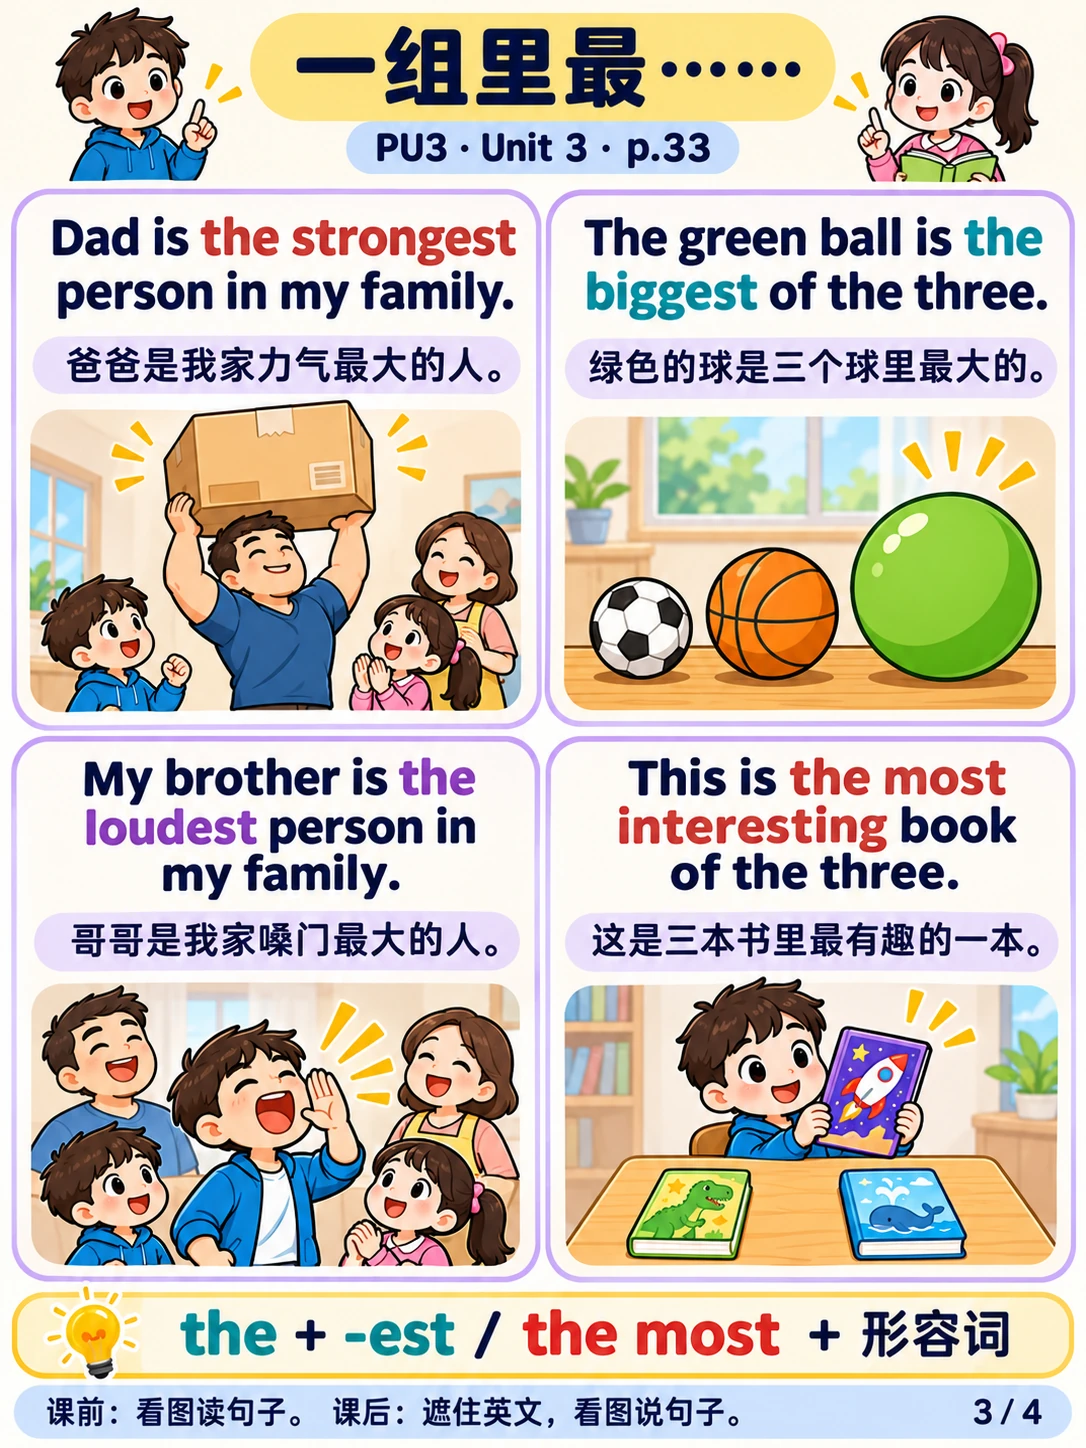 一组里最……
PU3 · Unit 3 · p.33
Dad is the strongest
person in my family.
爸爸是我家力气最大的人。
The green ball is the
biggest of the three.
绿色的球是三个球里最大的。
My brother is the
loudest person in
my family.
哥哥是我家嗓门最大的人。
This is the most
interesting book
of the three.
这是三本书里最有趣的一本。
the + -est / the most + 形容词
课前：看图读句子。 课后：遮住英文，看图说句子。
3 / 4